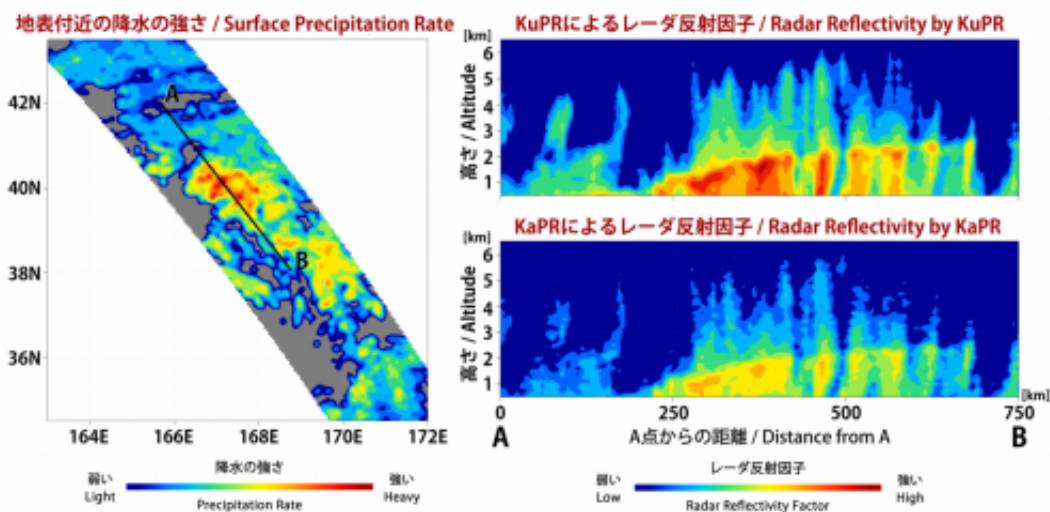 地表付近の降水の強さ / Surface Precipitation Rate
42N
40N
38N
36N
164E 166E 168E 170E 172E
A
B
降水の強さ
弱い 強い
Light Heavy
Precipitation Rate
KuPRによるレーダ反射因子 / Radar Reflectivity by KuPR
[km]
6
5
4
3
2
1
高さ / Altitude
KaPRによるレーダ反射因子 / Radar Reflectivity by KaPR
[km]
6
5
4
3
2
1
高さ / Altitude
0 250 500 750 [km]
A A点からの距離 / Distance from A B
レーダ反射因子
弱い 強い
Low High
Radar Reflectivity Factor